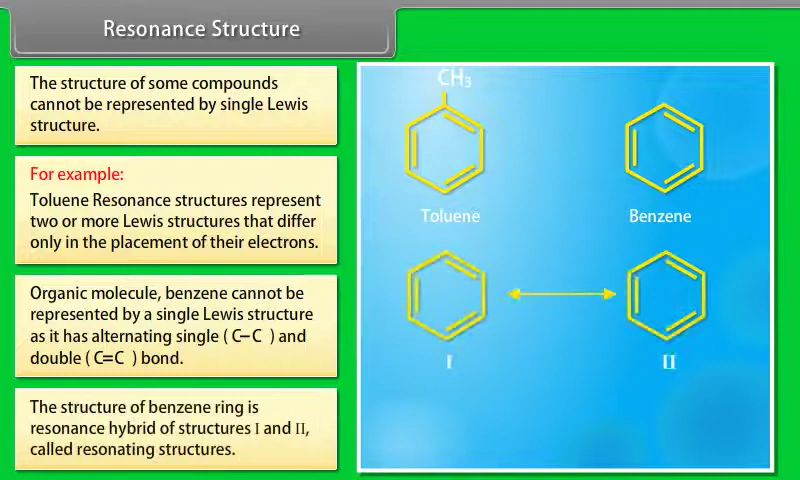 Resonance Structure
The structure of some compounds
cannot be represented by single Lewis
structure.
For example:
Toluene Resonance structures represent
two or more Lewis structures that differ
only in the placement of their electrons.
Organic molecule, benzene cannot be
represented by a single Lewis structure
as it has alternating single ( C–C ) and
double ( C=C ) bond.
The structure of benzene ring is
resonance hybrid of structures I and II,
called resonating structures.
CH₃
Toluene Benzene
I II